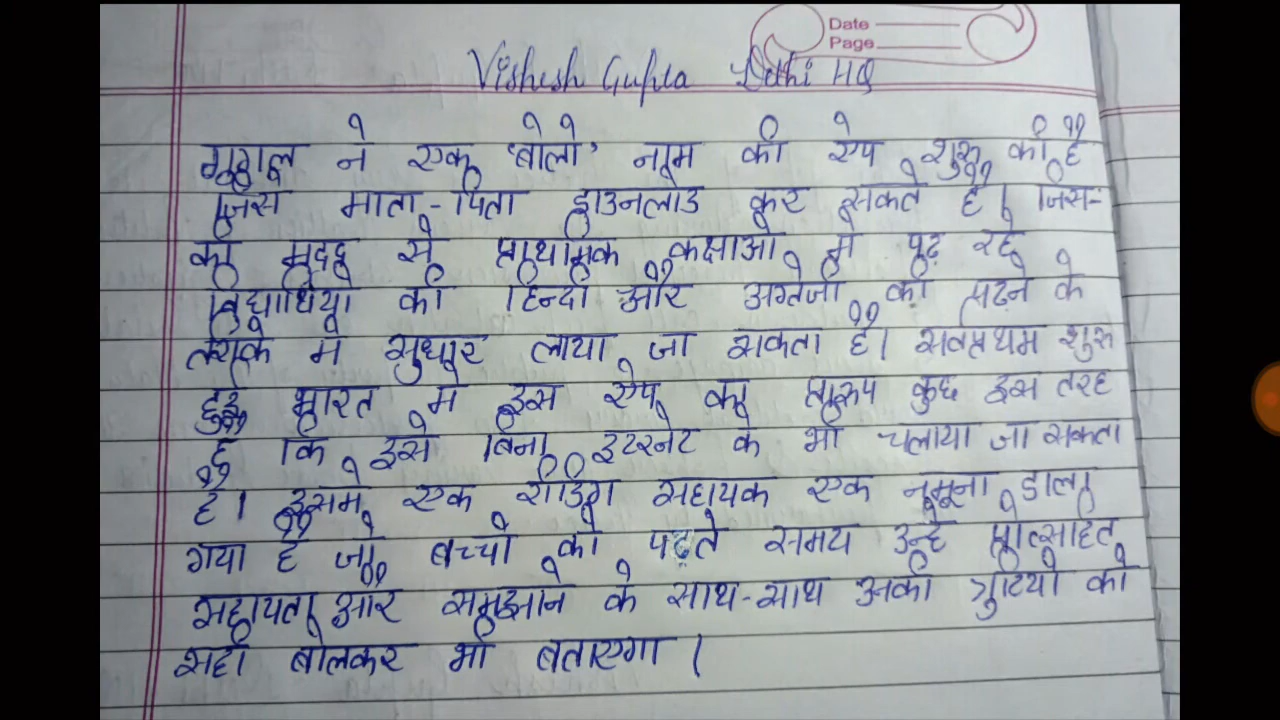 Date
Page
Vishesh Gupta Delhi HQ
गूगल ने एक 'बोलो' नाम की ऐप शुरू की है
जिसे माता-पिता डाउनलोड कर सकते है। जिस-
की मदद से प्राथमिक कक्षाओ में पढ़ रहे
विद्यार्थियो की हिन्दी और अंग्रेजी को पढ़ने के
तरीके में सुधार लाया जा सकता है। सर्वप्रथम शुरू
हुई भारत में इस ऐप का प्रारूप कुछ इस तरह
है कि इसे बिना इंटरनेट के भी चलाया जा सकता
है। इसमे एक रीडिंग सहायक एक नमूना डाला
गया है जो बच्चो को पढ़ते समय उन्हे प्रोत्साहित,
सहायता और समझाने के साथ-साथ उनकी त्रुटियो को
सही बोलकर भी बताएगा।